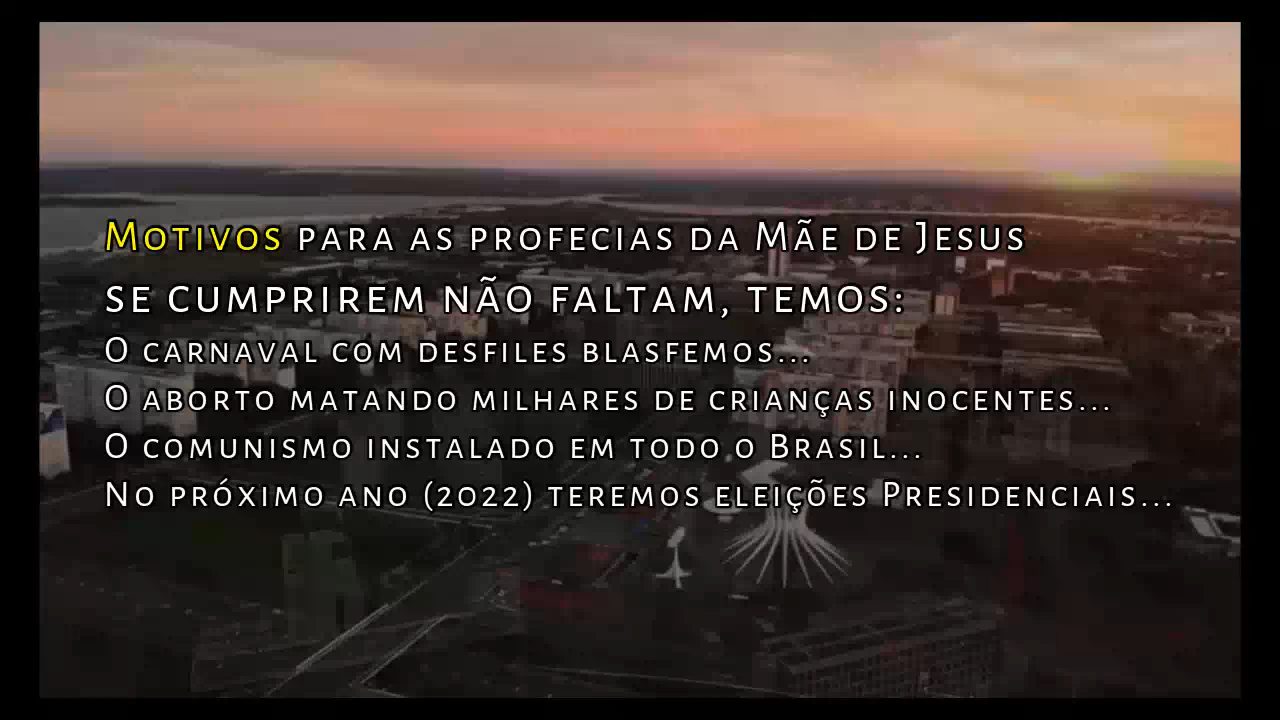 Motivos para as profecias da Mãe de Jesus
se cumprirem não faltam, temos:
O carnaval com desfiles blasfemos...
O aborto matando milhares de crianças inocentes...
O comunismo instalado em todo o Brasil...
No próximo ano (2022) teremos eleições Presidenciais...